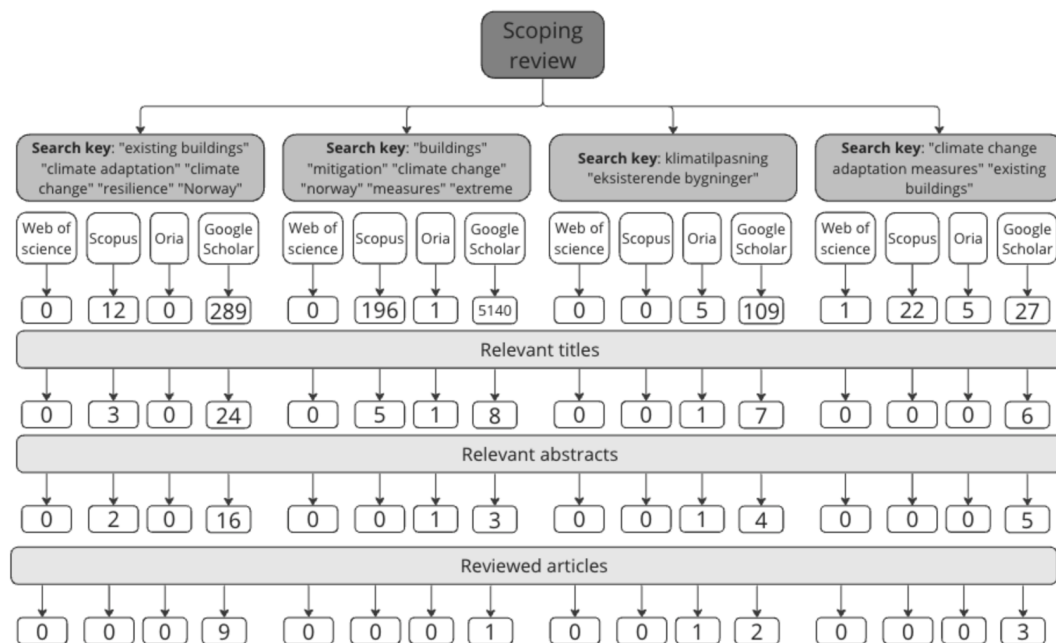 Scoping
review
Search key: "existing buildings"
"climate adaptation" "climate
change" "resilience" "Norway"
Search key: "buildings"
"mitigation" "climate change"
"norway" "measures" "extreme
Search key: klimatilpasning
"eksisterende bygninger"
Search key: "climate change
adaptation measures" "existing
buildings"
Web of
science
Scopus
Oria
Google
Scholar
Web of
science
Scopus
Oria
Google
Scholar
Web of
science
Scopus
Oria
Google
Scholar
Web of
science
Scopus
Oria
Google
Scholar
0 12 0 289 0 196 1 5140 0 0 5 109 1 22 5 27
Relevant titles
0 3 0 24 0 5 1 8 0 0 1 7 0 0 0 6
Relevant abstracts
0 2 0 16 0 0 1 3 0 0 1 4 0 0 0 5
Reviewed articles
0 0 0 9 0 0 0 1 0 0 1 2 0 0 0 3